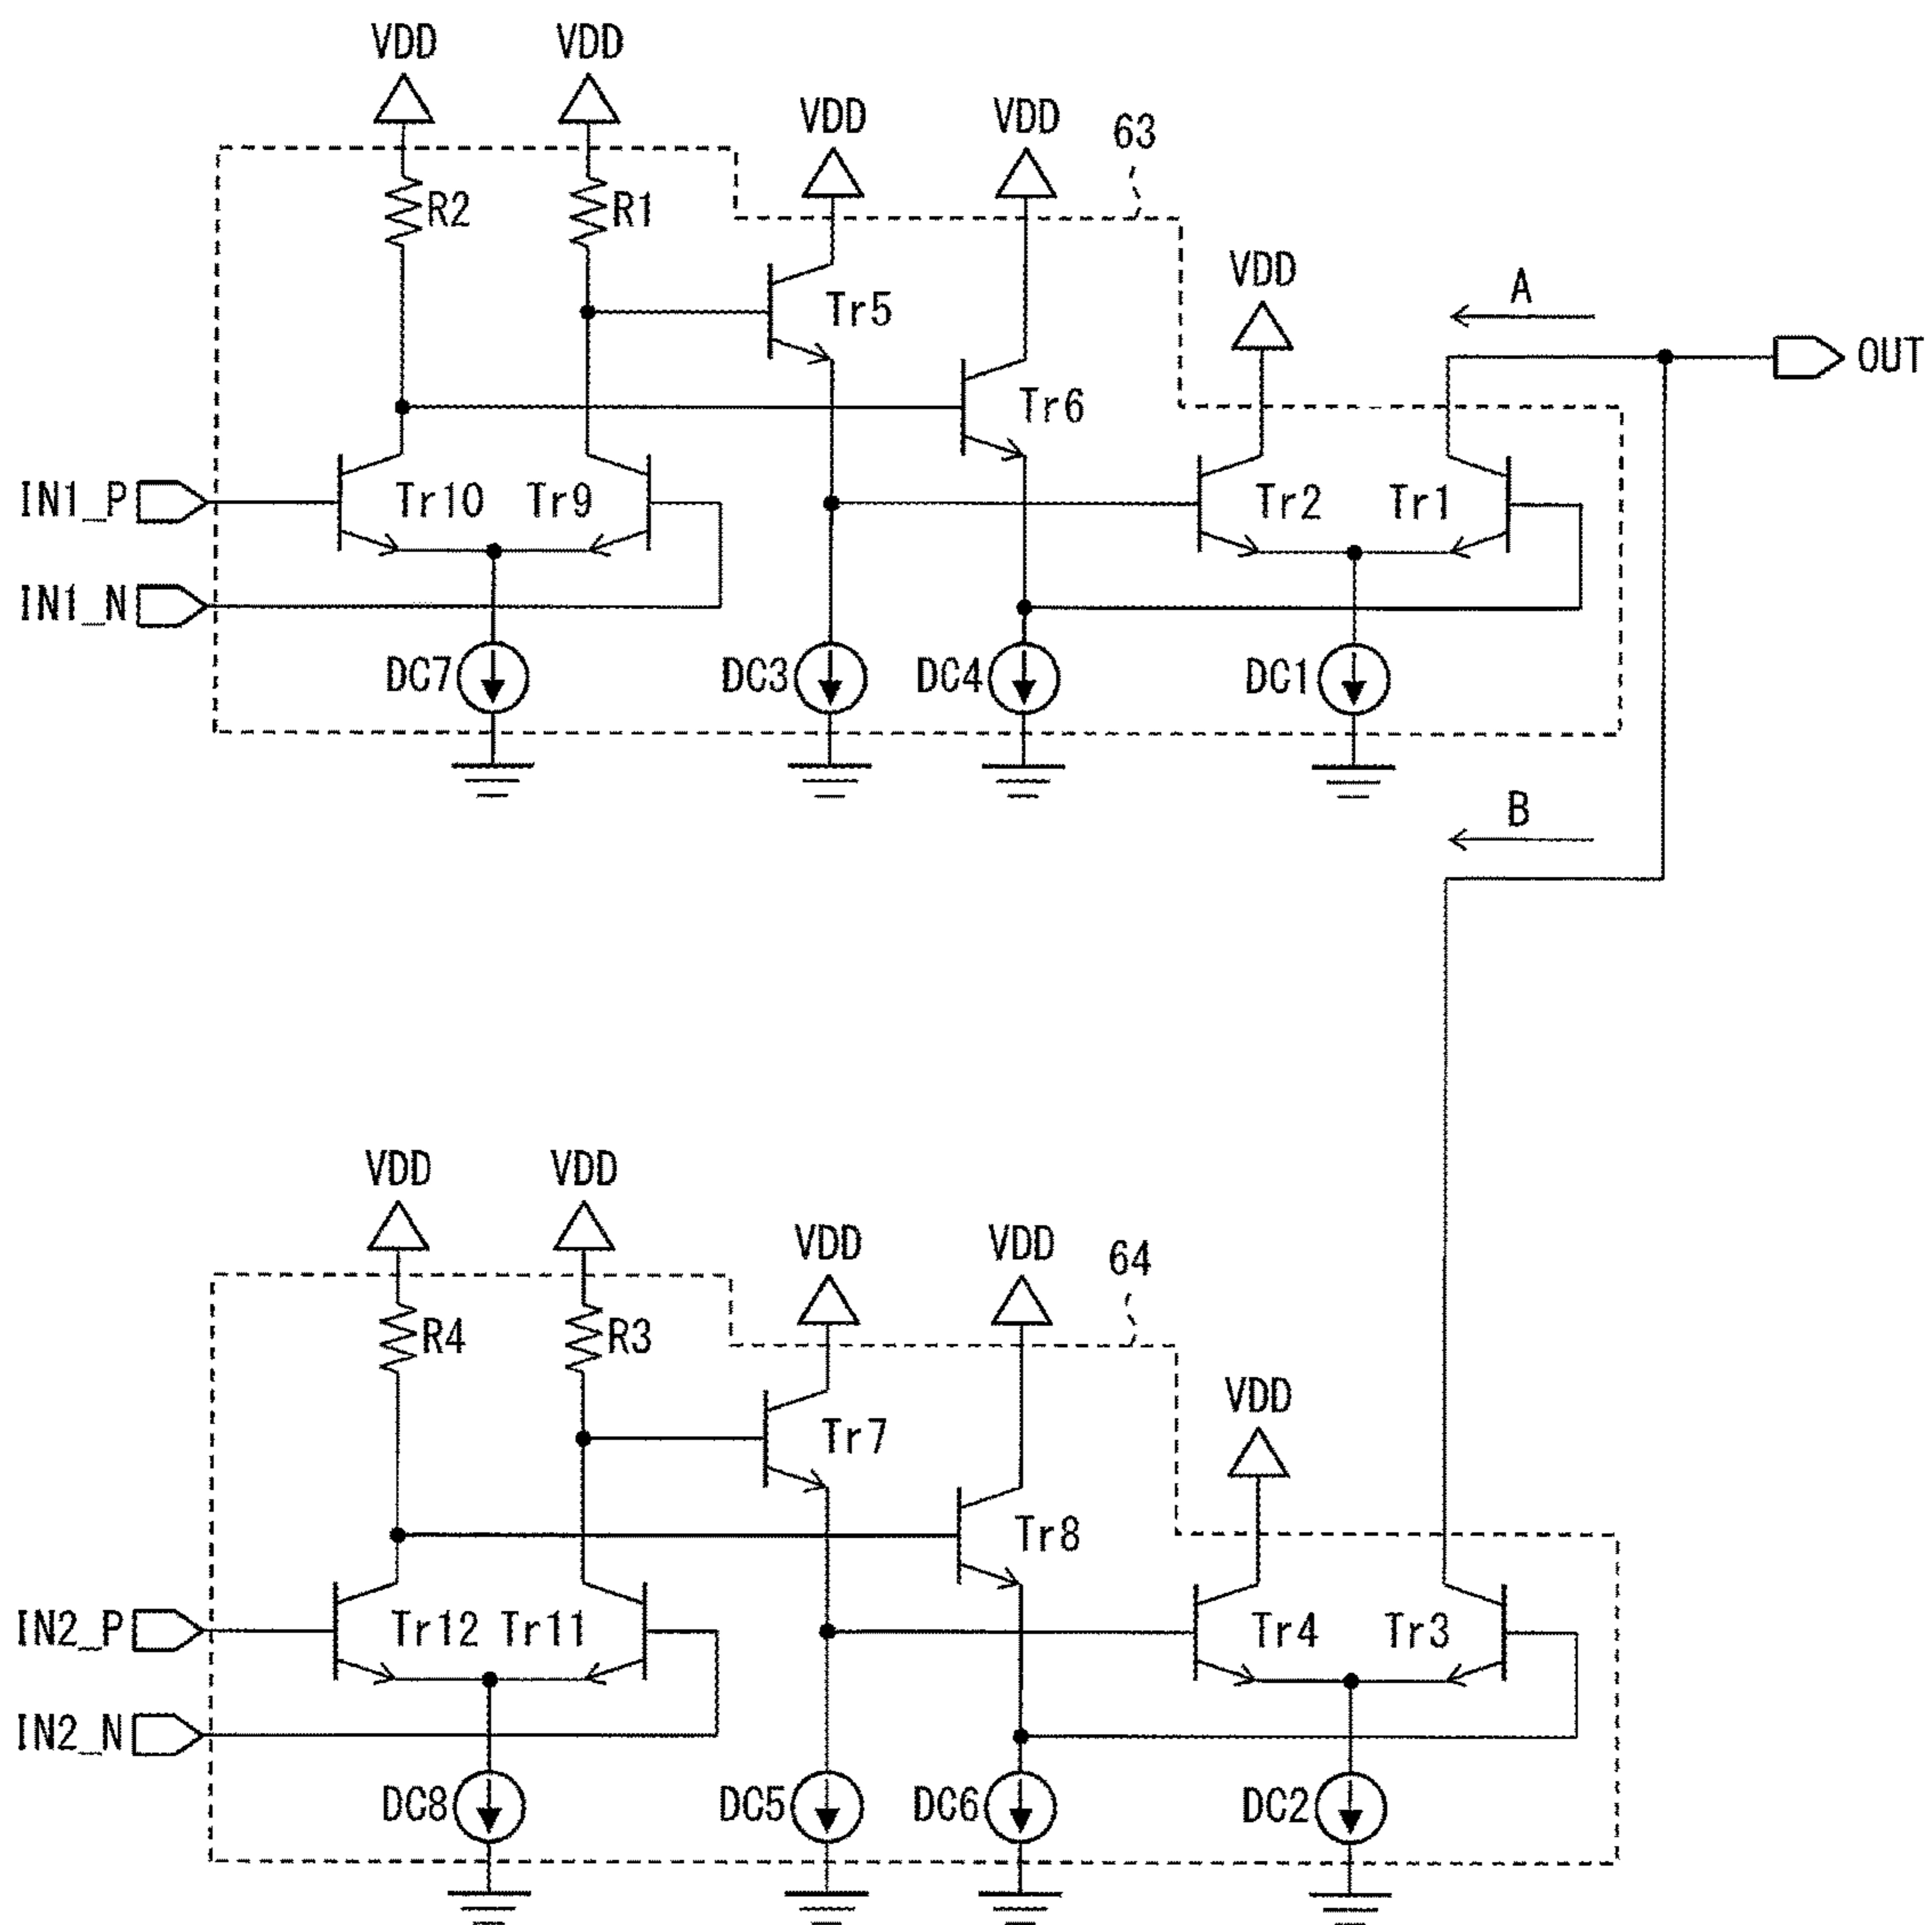 VDD VDD
VDD VDD 63
R2 R1
VDD
Tr5 A
OUT
Tr6
IN1_P Tr10 Tr9 Tr2 Tr1
IN1_N
DC7 DC3 DC4 DC1
B
VDD VDD
VDD VDD 64
R4 R3
VDD
Tr7
Tr8
IN2_P Tr12 Tr11 Tr4 Tr3
IN2_N
DC8 DC5 DC6 DC2